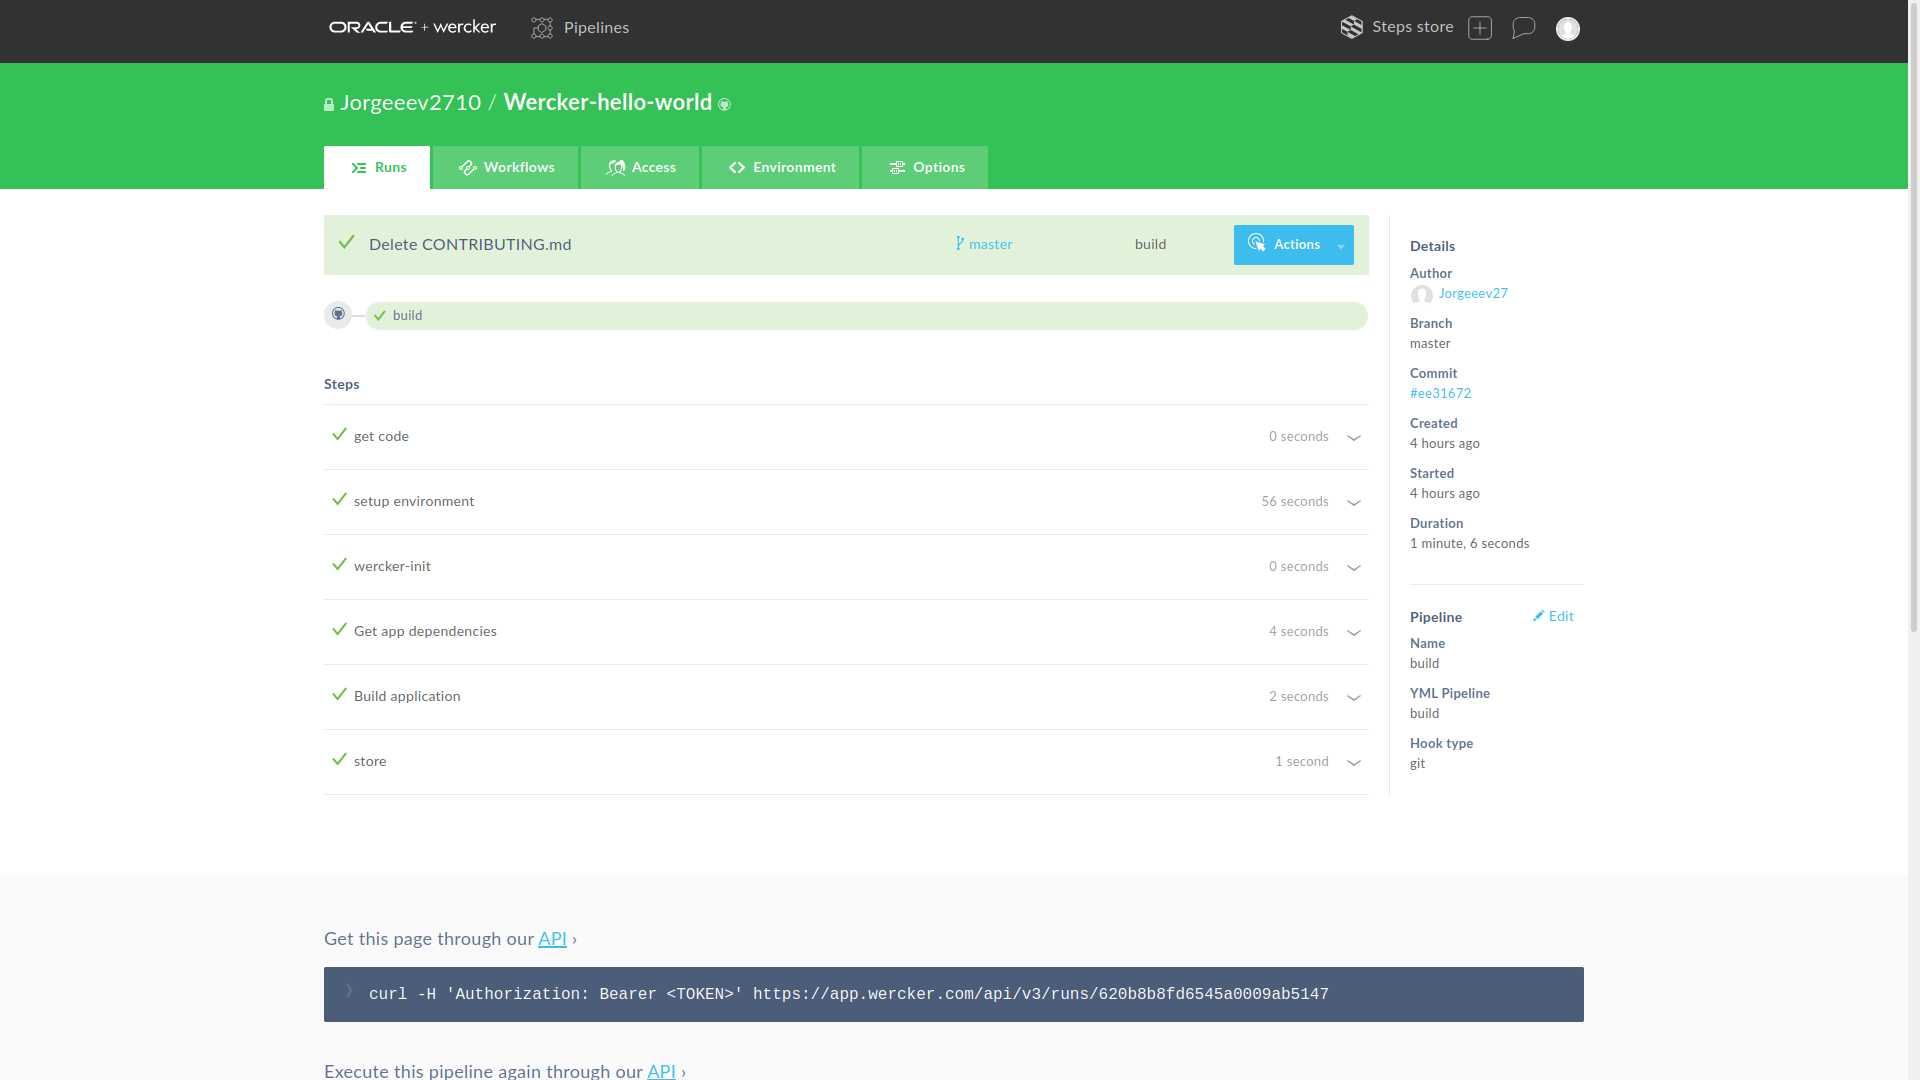 ORACLE + wercker Pipelines Steps store
Jorgeeev2710 / Wercker-hello-world
Runs Workflows Access Environment Options
Delete CONTRIBUTING.md master build Actions
build
Steps
get code 0 seconds
setup environment 56 seconds
wercker-init 0 seconds
Get app dependencies 4 seconds
Build application 2 seconds
store 1 second
Details
Author
Jorgeeev27
Branch
master
Commit
#ee31672
Created
4 hours ago
Started
4 hours ago
Duration
1 minute, 6 seconds
Pipeline Edit
Name
build
YML Pipeline
build
Hook type
git
Get this page through our API ›
curl -H 'Authorization: Bearer <TOKEN>' https://app.wercker.com/api/v3/runs/620b8b8fd6545a0009ab5147
Execute this pipeline again through our API ›